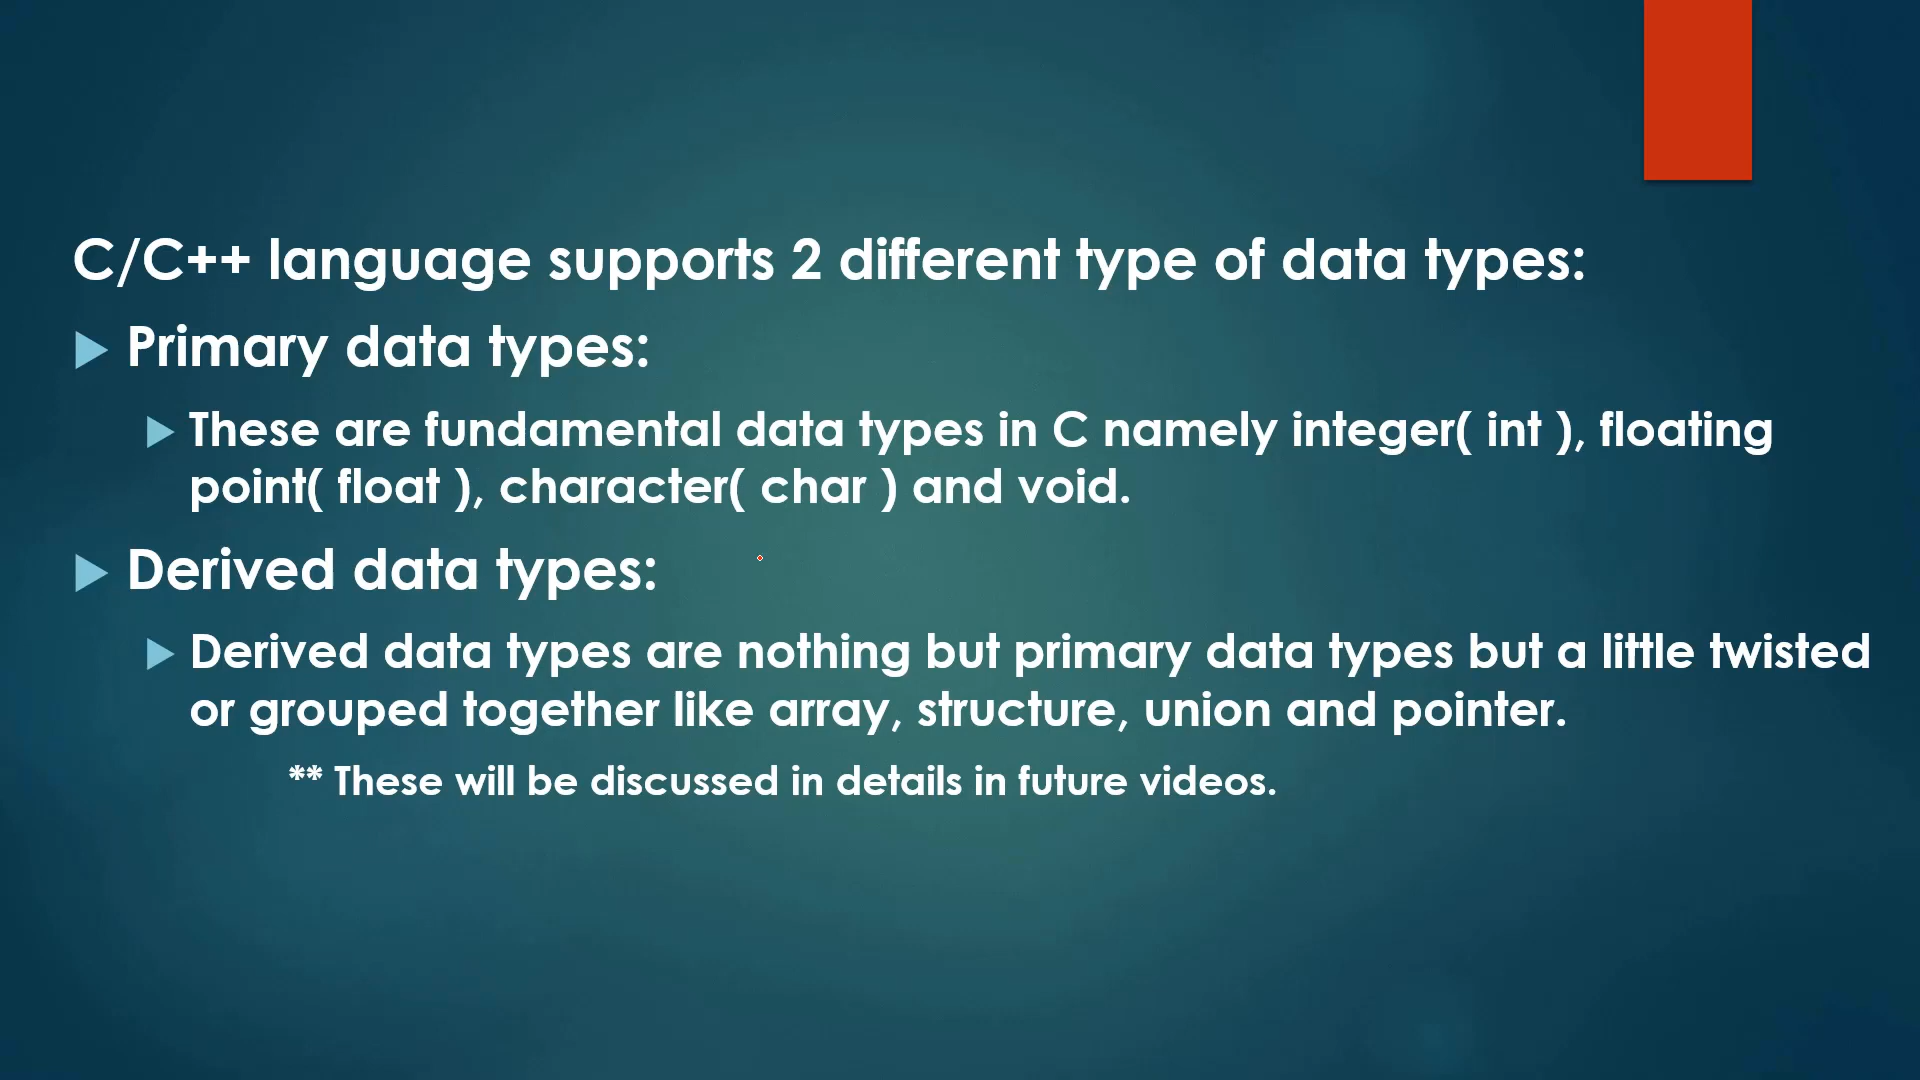 C/C++ language supports 2 different type of data types:
Primary data types:
These are fundamental data types in C namely integer( int ), floating
point( float ), character( char ) and void.
Derived data types:
Derived data types are nothing but primary data types but a little twisted
or grouped together like array, structure, union and pointer.
** These will be discussed in details in future videos.